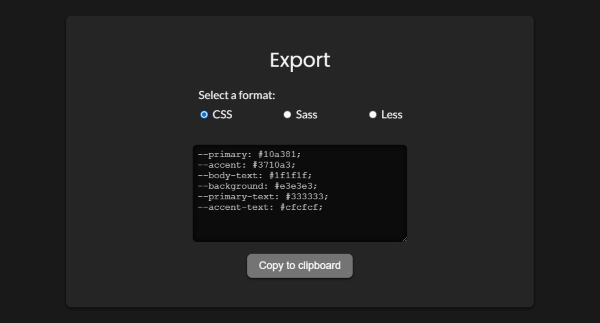 Export
Select a format:
CSS Sass Less
--primary: #10a381;
--accent: #3710a3;
--body-text: #1f1f1f;
--background: #e3e3e3;
--primary-text: #333333;
--accent-text: #cfcfcf;
Copy to clipboard